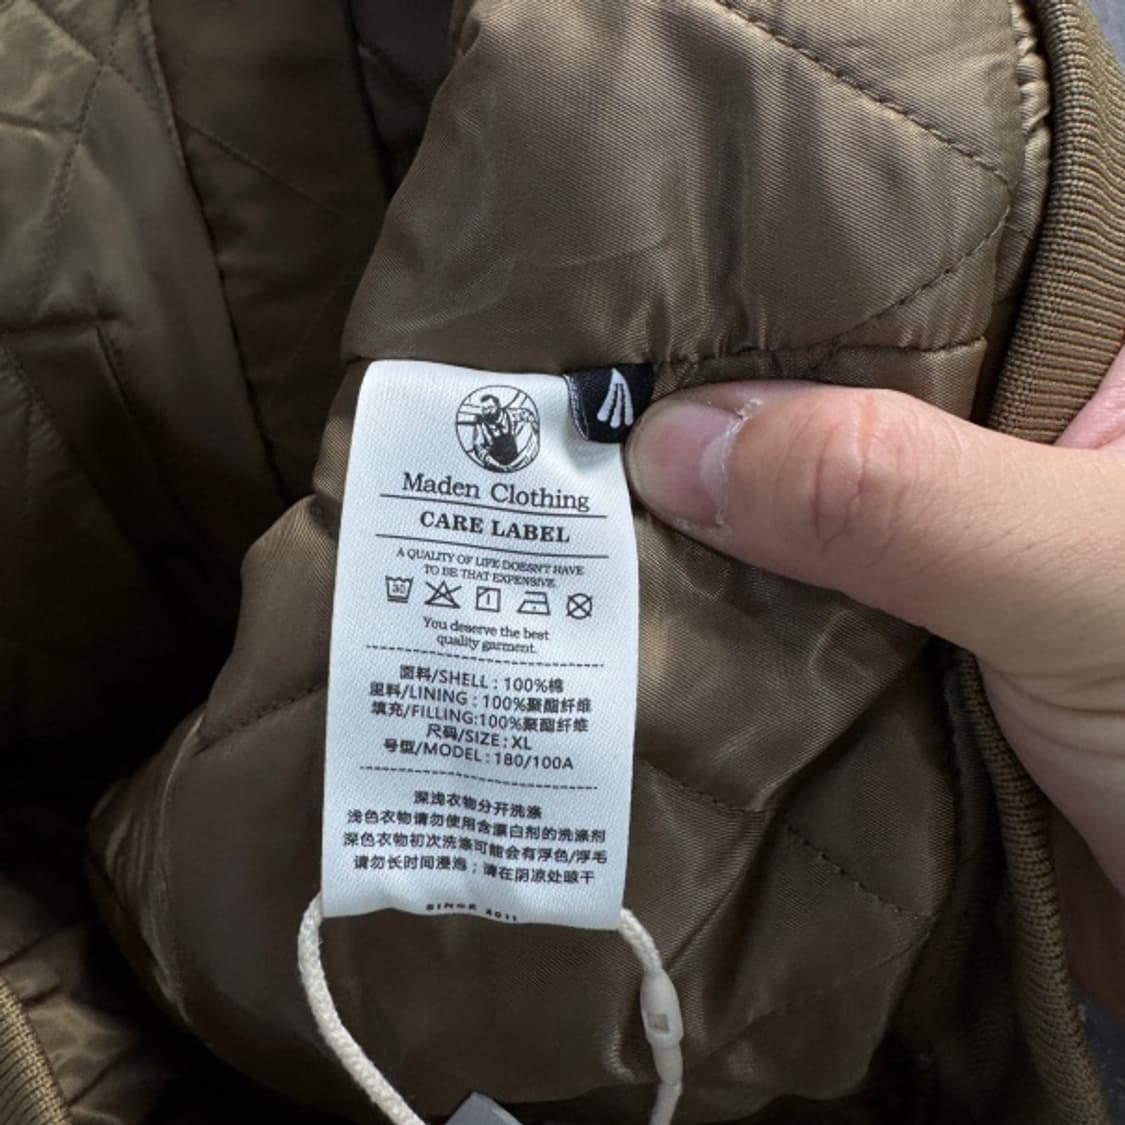 Maden Clothing
CARE LABEL
A QUALITY OF LIFE DOESN'T HAVE
TO BE THAT EXPENSIVE.
30
You deserve the best
quality garment.
面料/SHELL : 100%棉
里料/LINING : 100%聚酯纤维
填充/FILLING:100%聚酯纤维
尺码/SIZE : XL
号型/MODEL : 180/100A
深浅衣物分开洗涤
浅色衣物请勿使用含漂白剂的洗涤剂
深色衣物初次洗涤可能会有浮色/浮毛
请勿长时间浸泡；请在阴凉处晾干
SINCE 2011